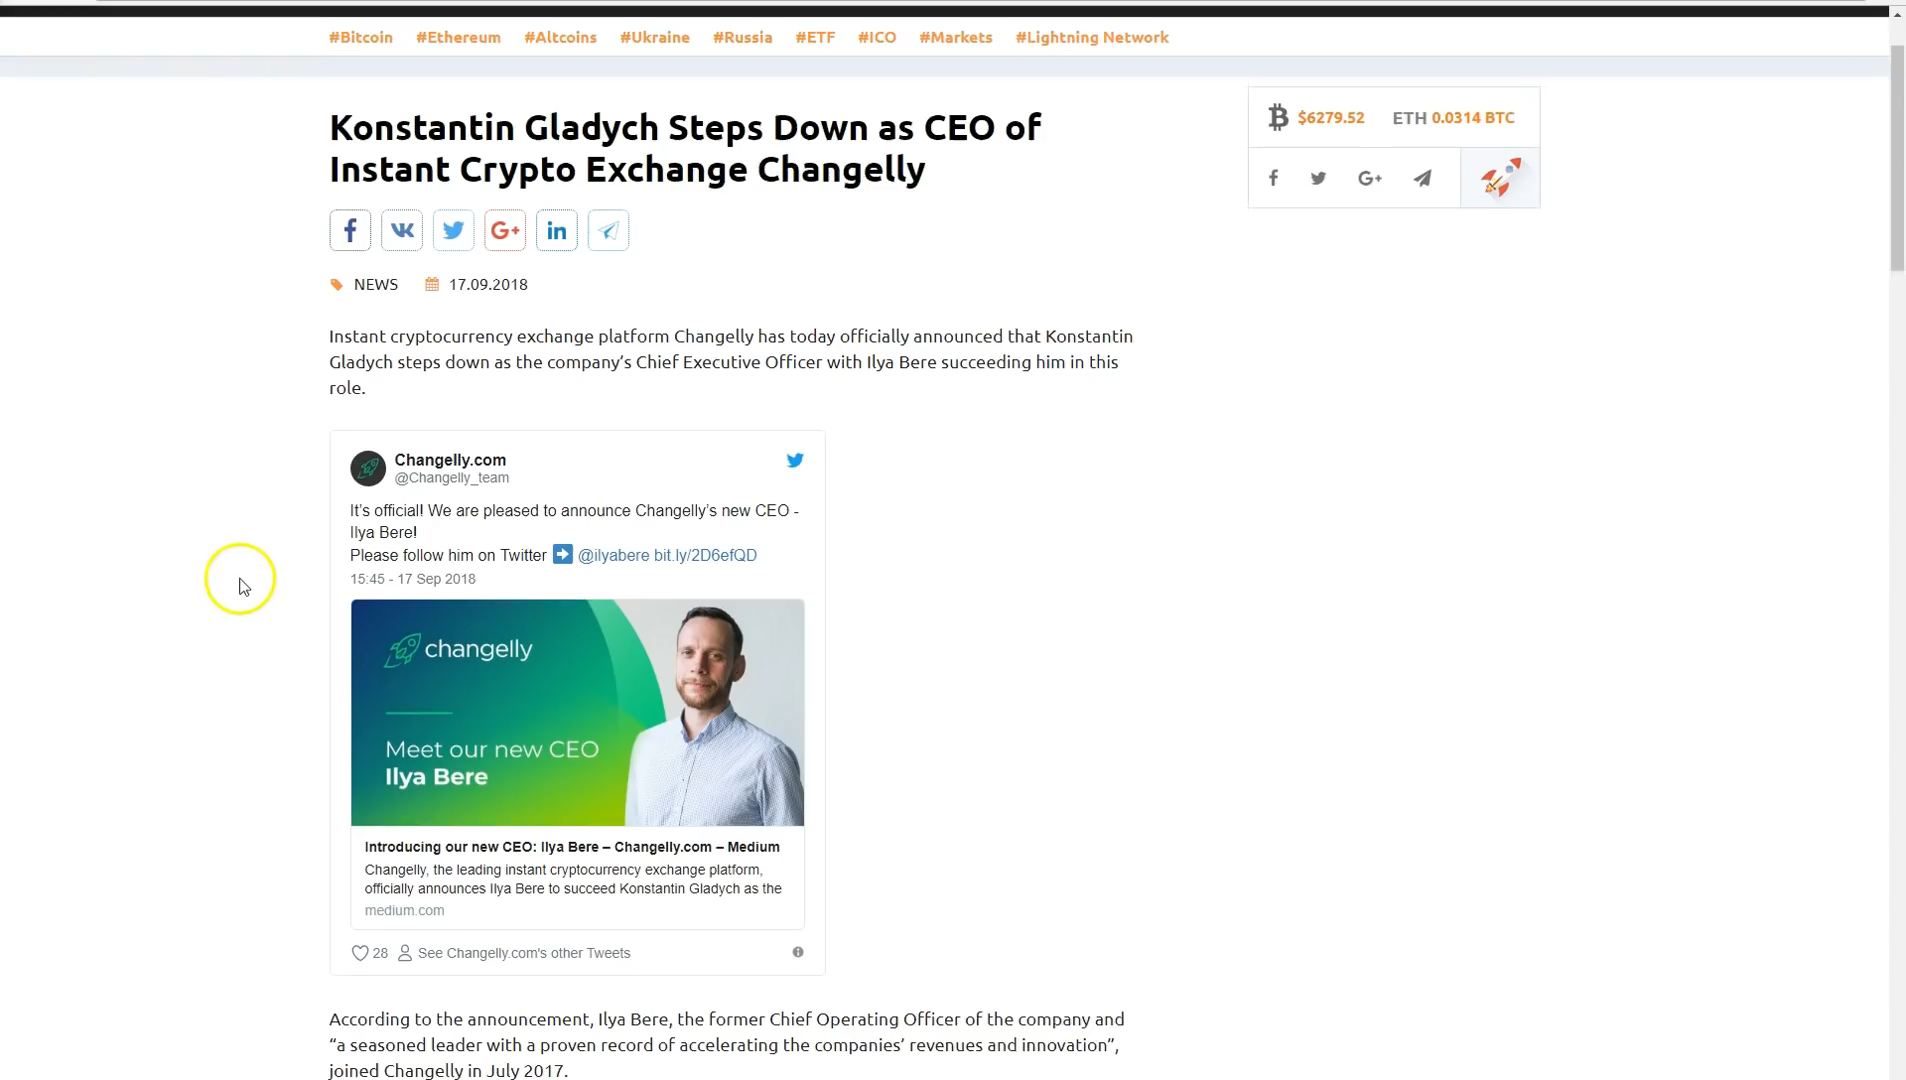 #Bitcoin #Ethereum #Altcoins #Ukraine #Russia #ETF #ICO #Markets #Lightning Network
Konstantin Gladych Steps Down as CEO of
Instant Crypto Exchange Changelly
$6279.52 ETH 0.0314 BTC
NEWS 17.09.2018
Instant cryptocurrency exchange platform Changelly has today officially announced that Konstantin
Gladych steps down as the company’s Chief Executive Officer with Ilya Bere succeeding him in this
role.
Changelly.com
@Changelly_team
It’s official! We are pleased to announce Changelly’s new CEO -
Ilya Bere!
Please follow him on Twitter ➡ @ilyabere bit.ly/2D6efQD
15:45 - 17 Sep 2018
changelly
Meet our new CEO
Ilya Bere
Introducing our new CEO: Ilya Bere – Changelly.com – Medium
Changelly, the leading instant cryptocurrency exchange platform,
officially announces Ilya Bere to succeed Konstantin Gladych as the
medium.com
28 See Changelly.com's other Tweets
According to the announcement, Ilya Bere, the former Chief Operating Officer of the company and
“a seasoned leader with a proven record of accelerating the companies’ revenues and innovation”,
joined Changelly in July 2017.